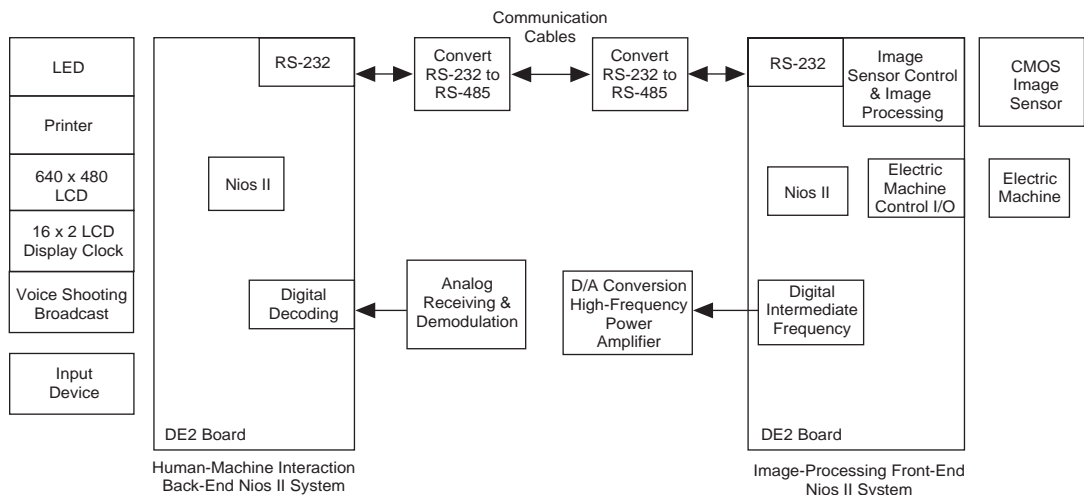 Communication
Cables
LED
Printer
640 x 480
LCD
16 x 2 LCD
Display Clock
Voice Shooting
Broadcast
Input
Device
RS-232
Nios II
Digital
Decoding
DE2 Board
Human-Machine Interaction
Back-End Nios II System
Convert
RS-232 to
RS-485
Convert
RS-232 to
RS-485
Analog
Receiving &
Demodulation
D/A Conversion
High-Frequency
Power
Amplifier
RS-232
Image
Sensor Control
& Image
Processing
Nios II
Electric
Machine
Control I/O
Digital
Intermediate
Frequency
DE2 Board
Image-Processing Front-End
Nios II System
CMOS
Image
Sensor
Electric
Machine